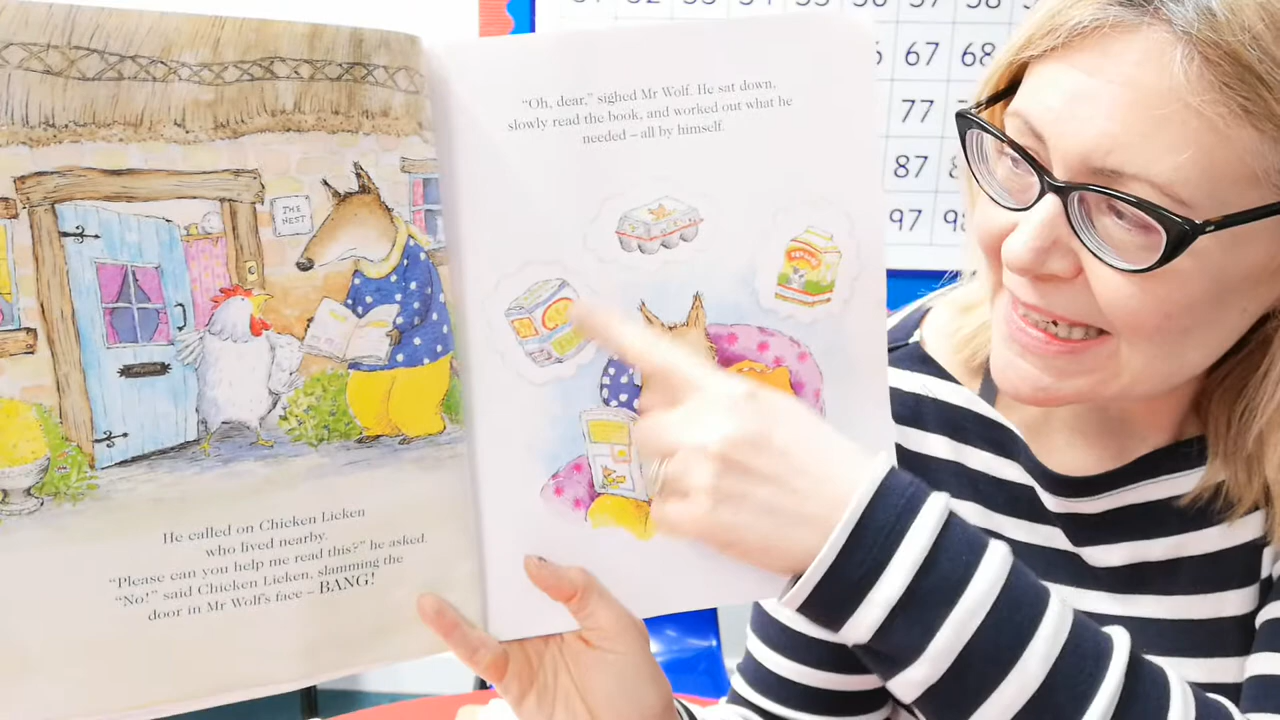 THE
NEST
He called on Chicken Licken
who lived nearby.
“Please can you help me read this?” he asked.
“No!” said Chicken Licken, slamming the
door in Mr Wolf’s face – BANG!
“Oh, dear,” sighed Mr Wolf. He sat down,
slowly read the book, and worked out what he
needed – all by himself.
67 68
77
87
97